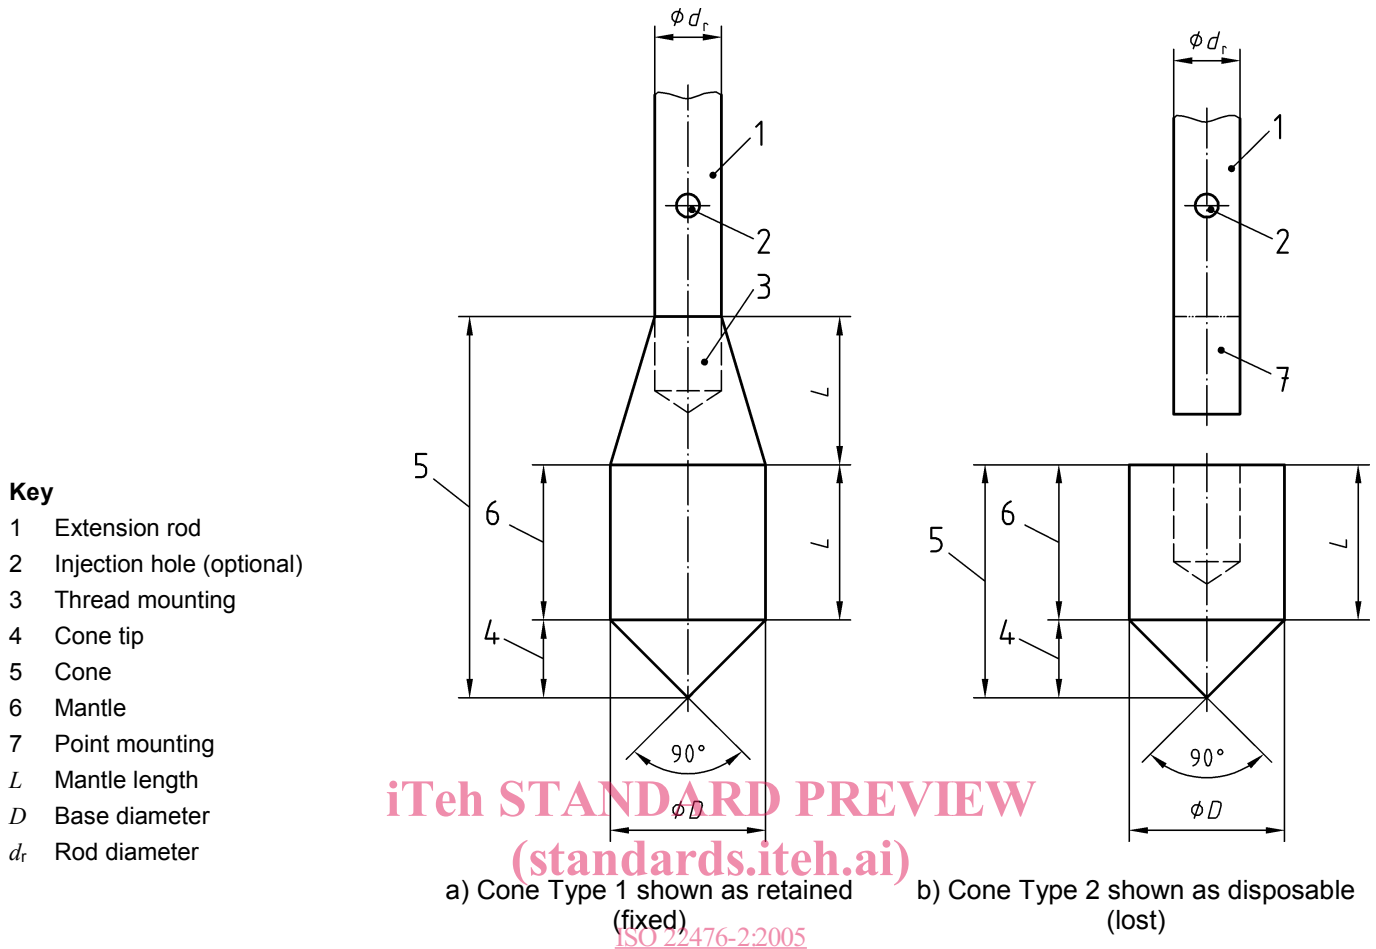 ϕ dr
ϕ dr
1
1
2
2
3
7
L
5
6
L
4
90°
ϕ D
5
6
L
4
90°
ϕ D
Key
1 Extension rod
2 Injection hole (optional)
3 Thread mounting
4 Cone tip
5 Cone
6 Mantle
7 Point mounting
L Mantle length
D Base diameter
dr Rod diameter
iTeh STANDARD PREVIEW
(standards.iteh.ai)
a) Cone Type 1 shown as retained
(fixed)
b) Cone Type 2 shown as disposable
(lost)
ISO 22476-2:2005